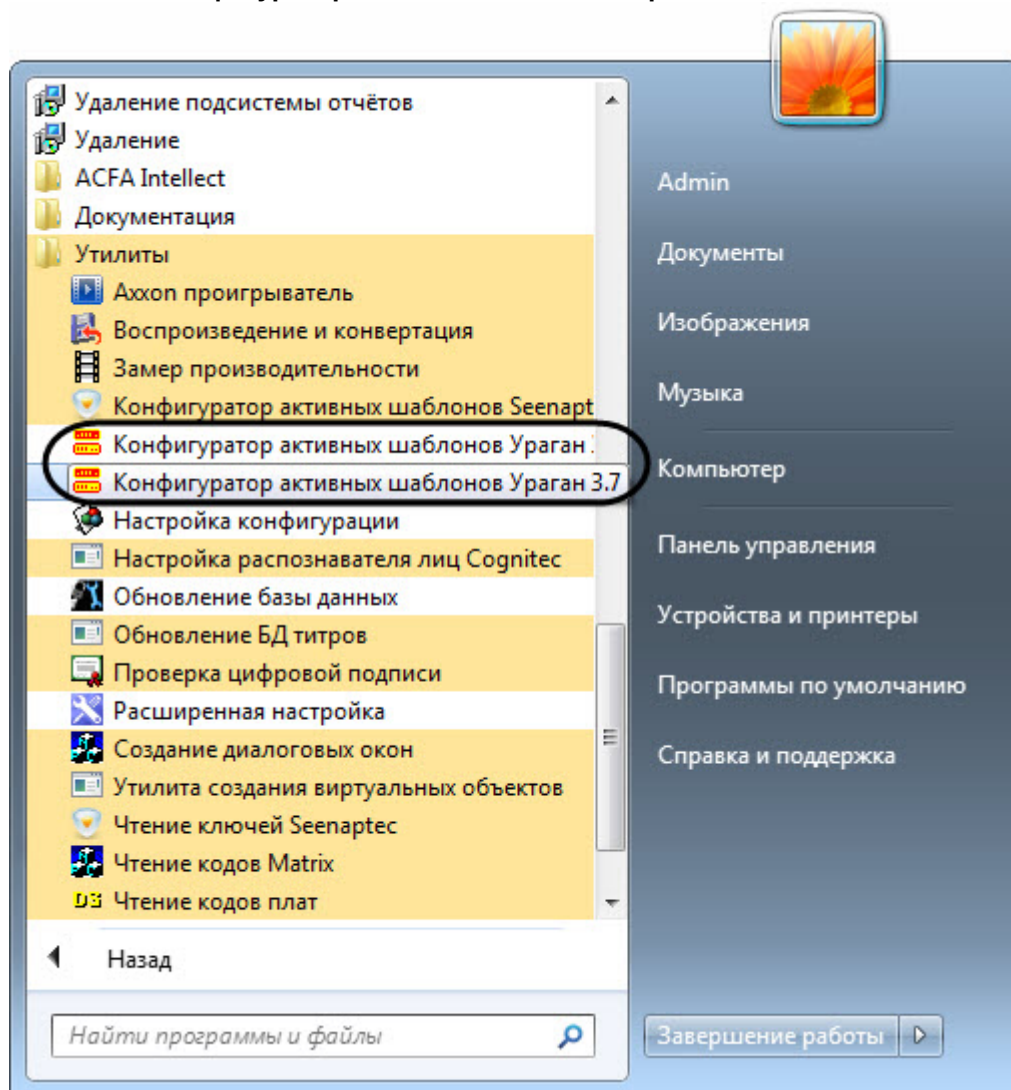 Удаление подсистемы отчётов
Удаление
ACFA Intellect
Документация
Утилиты
Axxon проигрыватель
Воспроизведение и конвертация
Замер производительности
Конфигуратор активных шаблонов Seenapt
Конфигуратор активных шаблонов Ураган
Конфигуратор активных шаблонов Ураган 3.7
Настройка конфигурации
Настройка распознавателя лиц Cognitec
Обновление базы данных
Обновление БД титров
Проверка цифровой подписи
Расширенная настройка
Создание диалоговых окон
Утилита создания виртуальных объектов
Чтение ключей Seenaptec
Чтение кодов Matrix
Чтение кодов плат
Назад
Найти программы и файлы
Admin
Документы
Изображения
Музыка
Компьютер
Панель управления
Устройства и принтеры
Программы по умолчанию
Справка и поддержка
Завершение работы